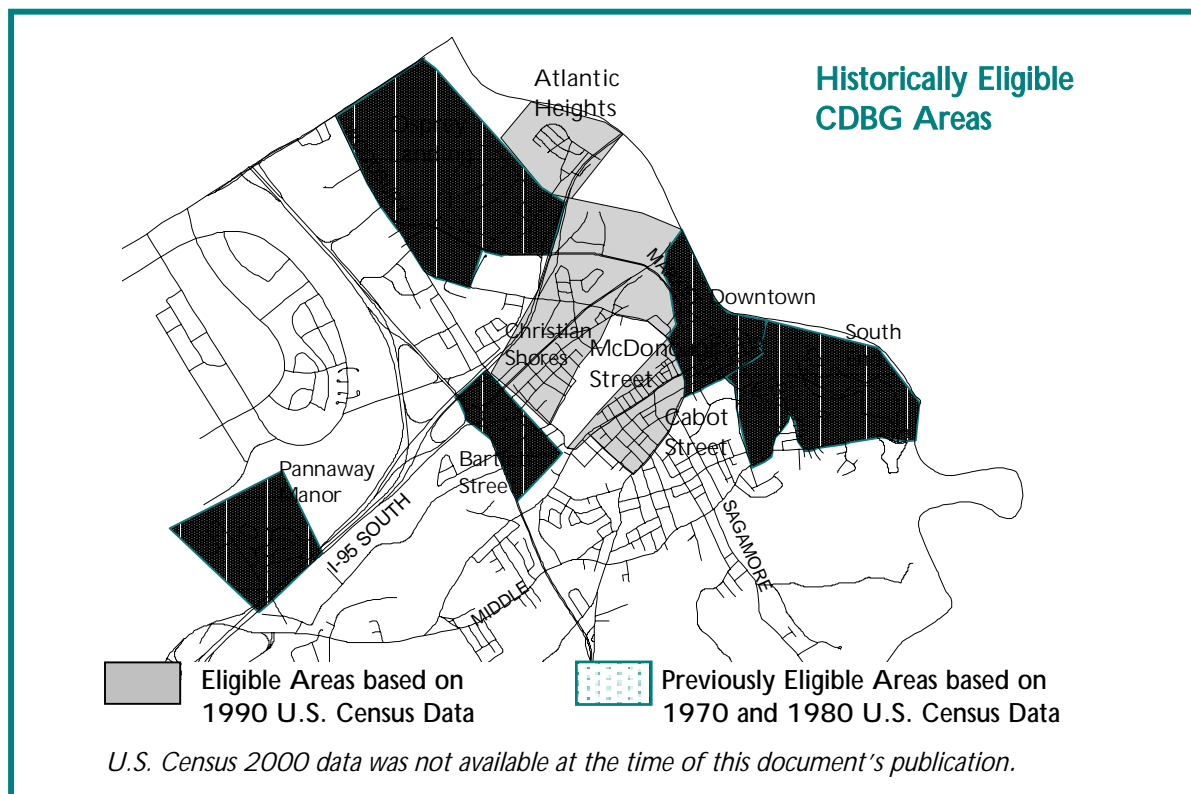 Historically Eligible
CDBG Areas
Atlantic
Heights
Osprey
Landing
Downtown
South
Christian
Shores
Street
Cabot
Street
Pannaway
Manor
I-95 SOUTH
MIDDLE
SAGAMORE
Eligible Areas based on
1990 U.S. Census Data
Previously Eligible Areas based on
1970 and 1980 U.S. Census Data
U.S. Census 2000 data was not available at the time of this document's publication.